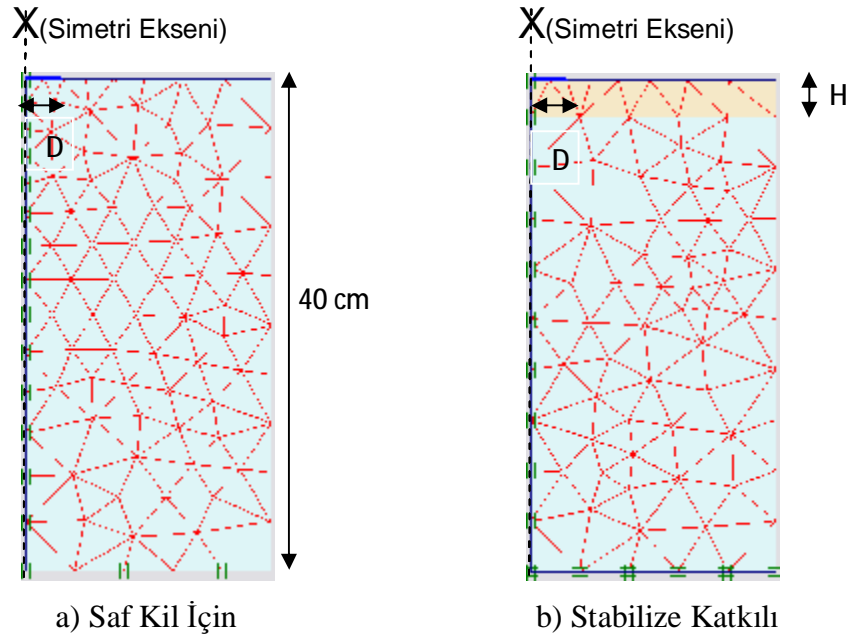 X(Simetri Ekseni)
X(Simetri Ekseni)
D
40 cm
D
H
a) Saf Kil İçin
b) Stabilize Katkılı